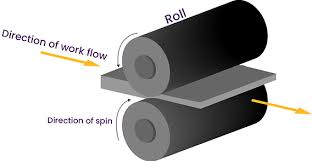 Roll
Direction of work flow
Direction of spin